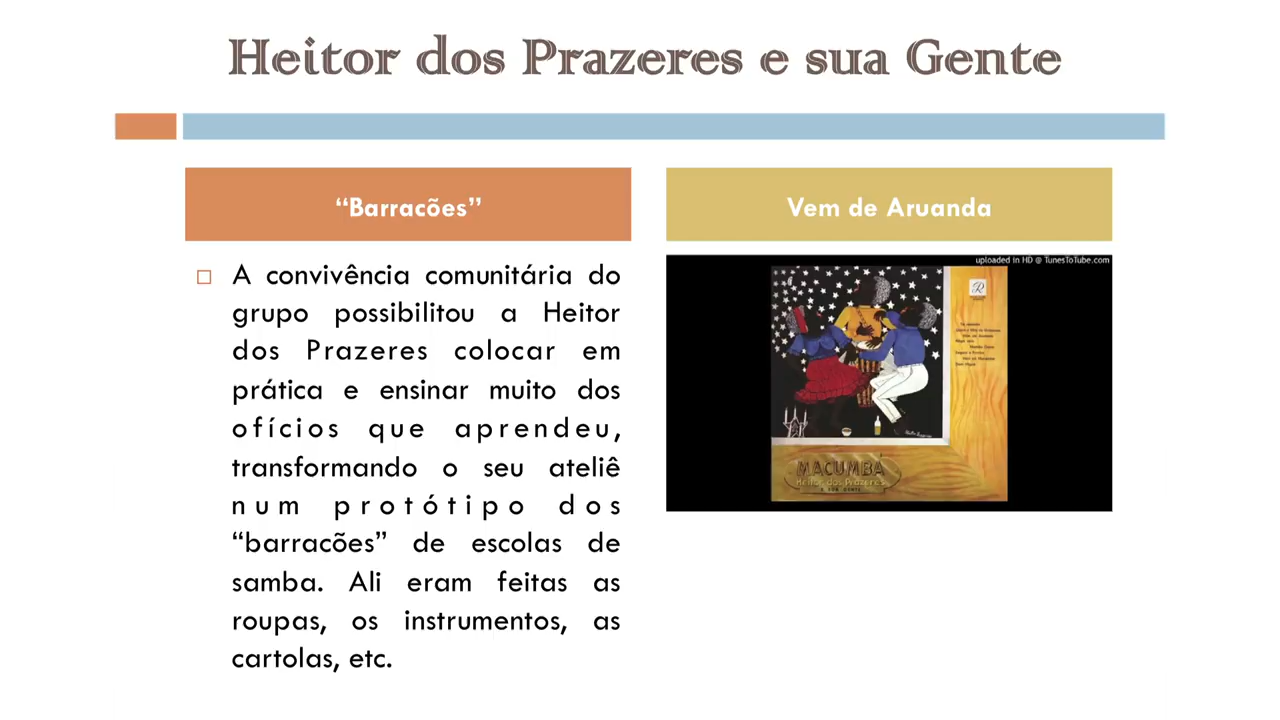 Heitor dos Prazeres e sua Gente
“Barracões”
A convivência comunitária do
grupo possibilitou a Heitor
dos Prazeres colocar em
prática e ensinar muito dos
ofícios que aprendeu,
transformando o seu ateliê
num protótipo dos
“barracões” de escolas de
samba. Ali eram feitas as
roupas, os instrumentos, as
cartolas, etc.
Vem de Aruanda
uploaded in HD @ TunesToTube.com
R
MACUMBA
Heitor dos Prazeres
E SUA GENTE